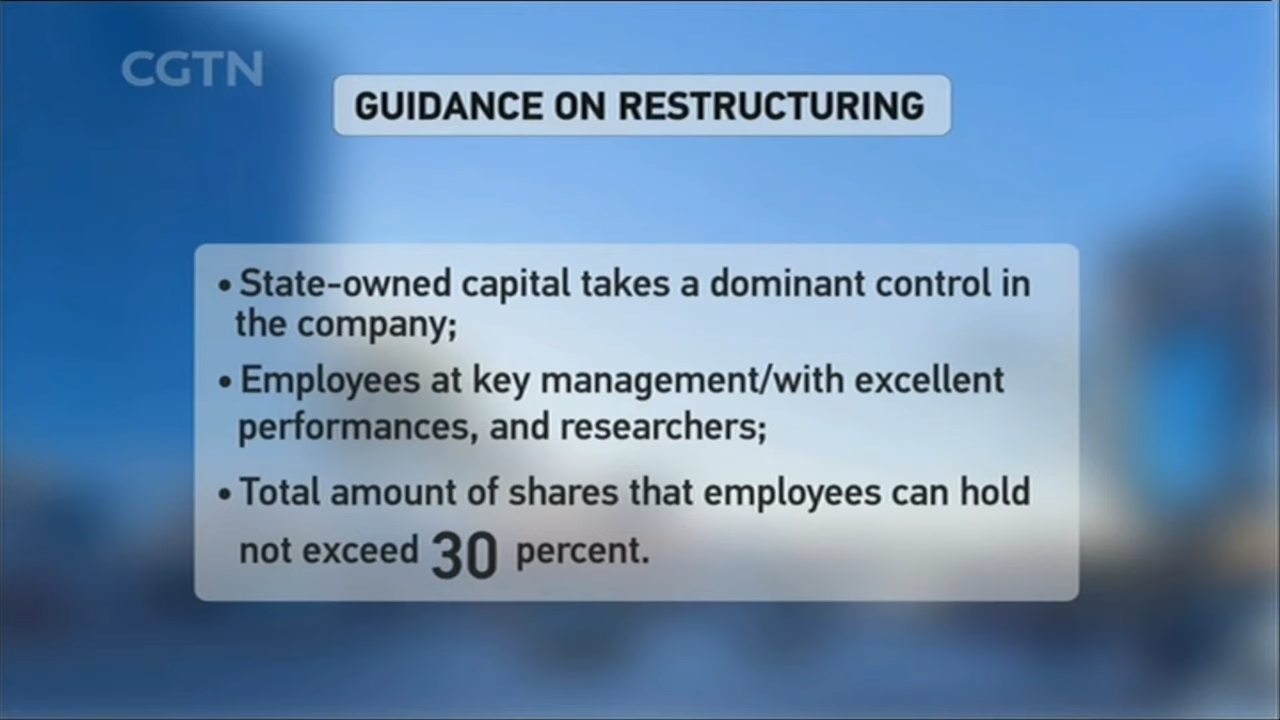 CGTN
GUIDANCE ON RESTRUCTURING
• State-owned capital takes a dominant control in
the company;
• Employees at key management/with excellent
performances, and researchers;
• Total amount of shares that employees can hold
not exceed 30 percent.